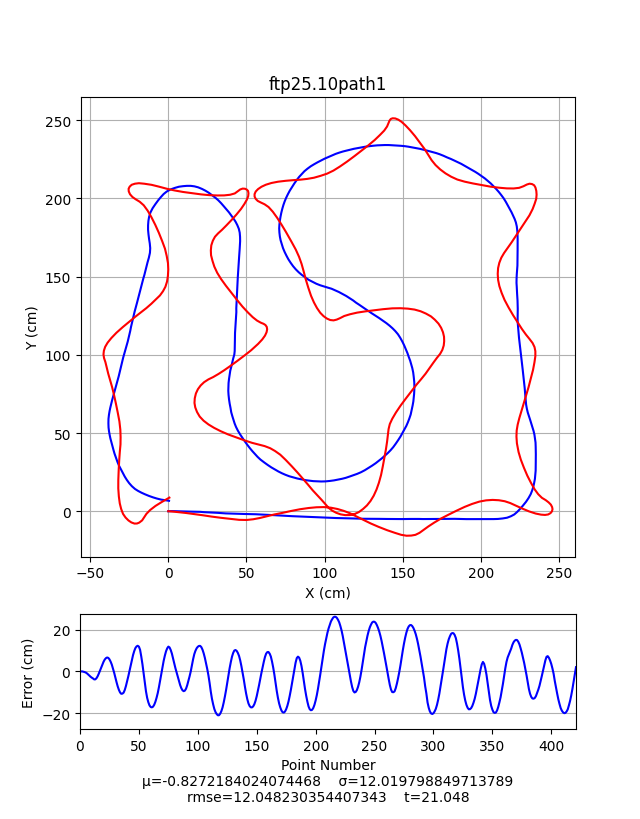 ftp25.10path1
250
200
150
100
50
0
Y (cm)
−50 0 50 100 150 200 250
X (cm)
20
0
−20
Error (cm)
0 50 100 150 200 250 300 350 400
Point Number
μ=-0.8272184024074468 σ=12.019798849713789
rmse=12.048230354407343 t=21.048